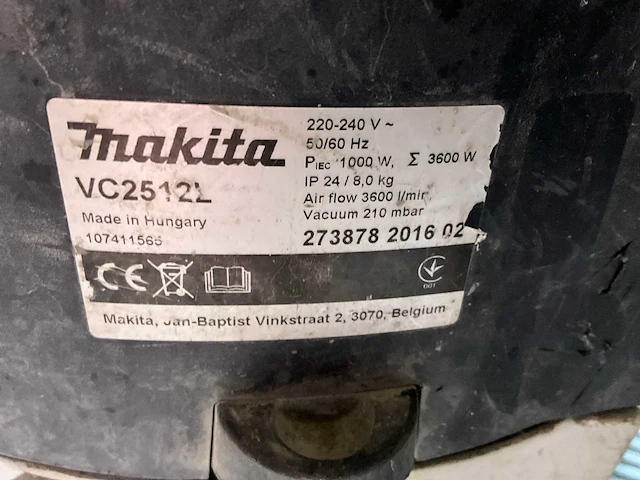 makita
VC2512L
Made in Hungary
107411565
220-240 V ~
50/60 Hz
PIEC 1000 W, Σ 3600 W
IP 24 / 8,0 kg
Air flow 3600 l/min
Vacuum 210 mbar
273878 2016 02
CE
001
Makita, Jan-Baptist Vinkstraat 2, 3070, Belgium